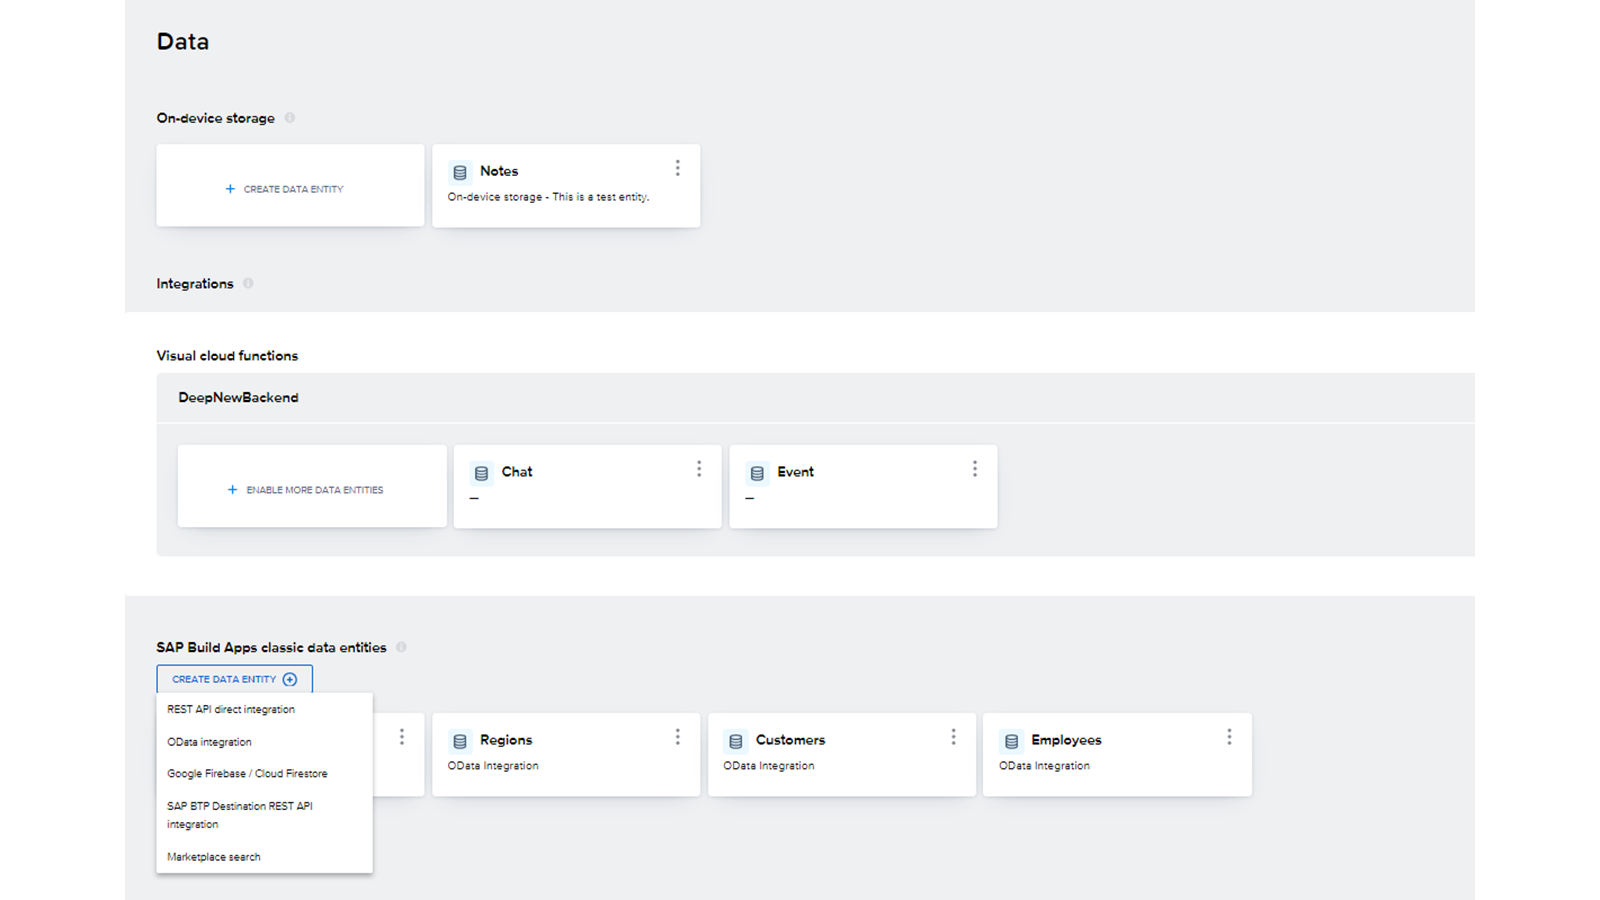 Data
On-device storage
+ CREATE DATA ENTITY
Notes
On-device storage - This is a test entity.
Integrations
Visual cloud functions
DeepNewBackend
+ ENABLE MORE DATA ENTITIES
Chat
–
Event
–
SAP Build Apps classic data entities
CREATE DATA ENTITY
REST API direct integration
OData integration
Google Firebase / Cloud Firestore
SAP BTP Destination REST API
integration
Marketplace search
Regions
OData Integration
Customers
OData Integration
Employees
OData Integration